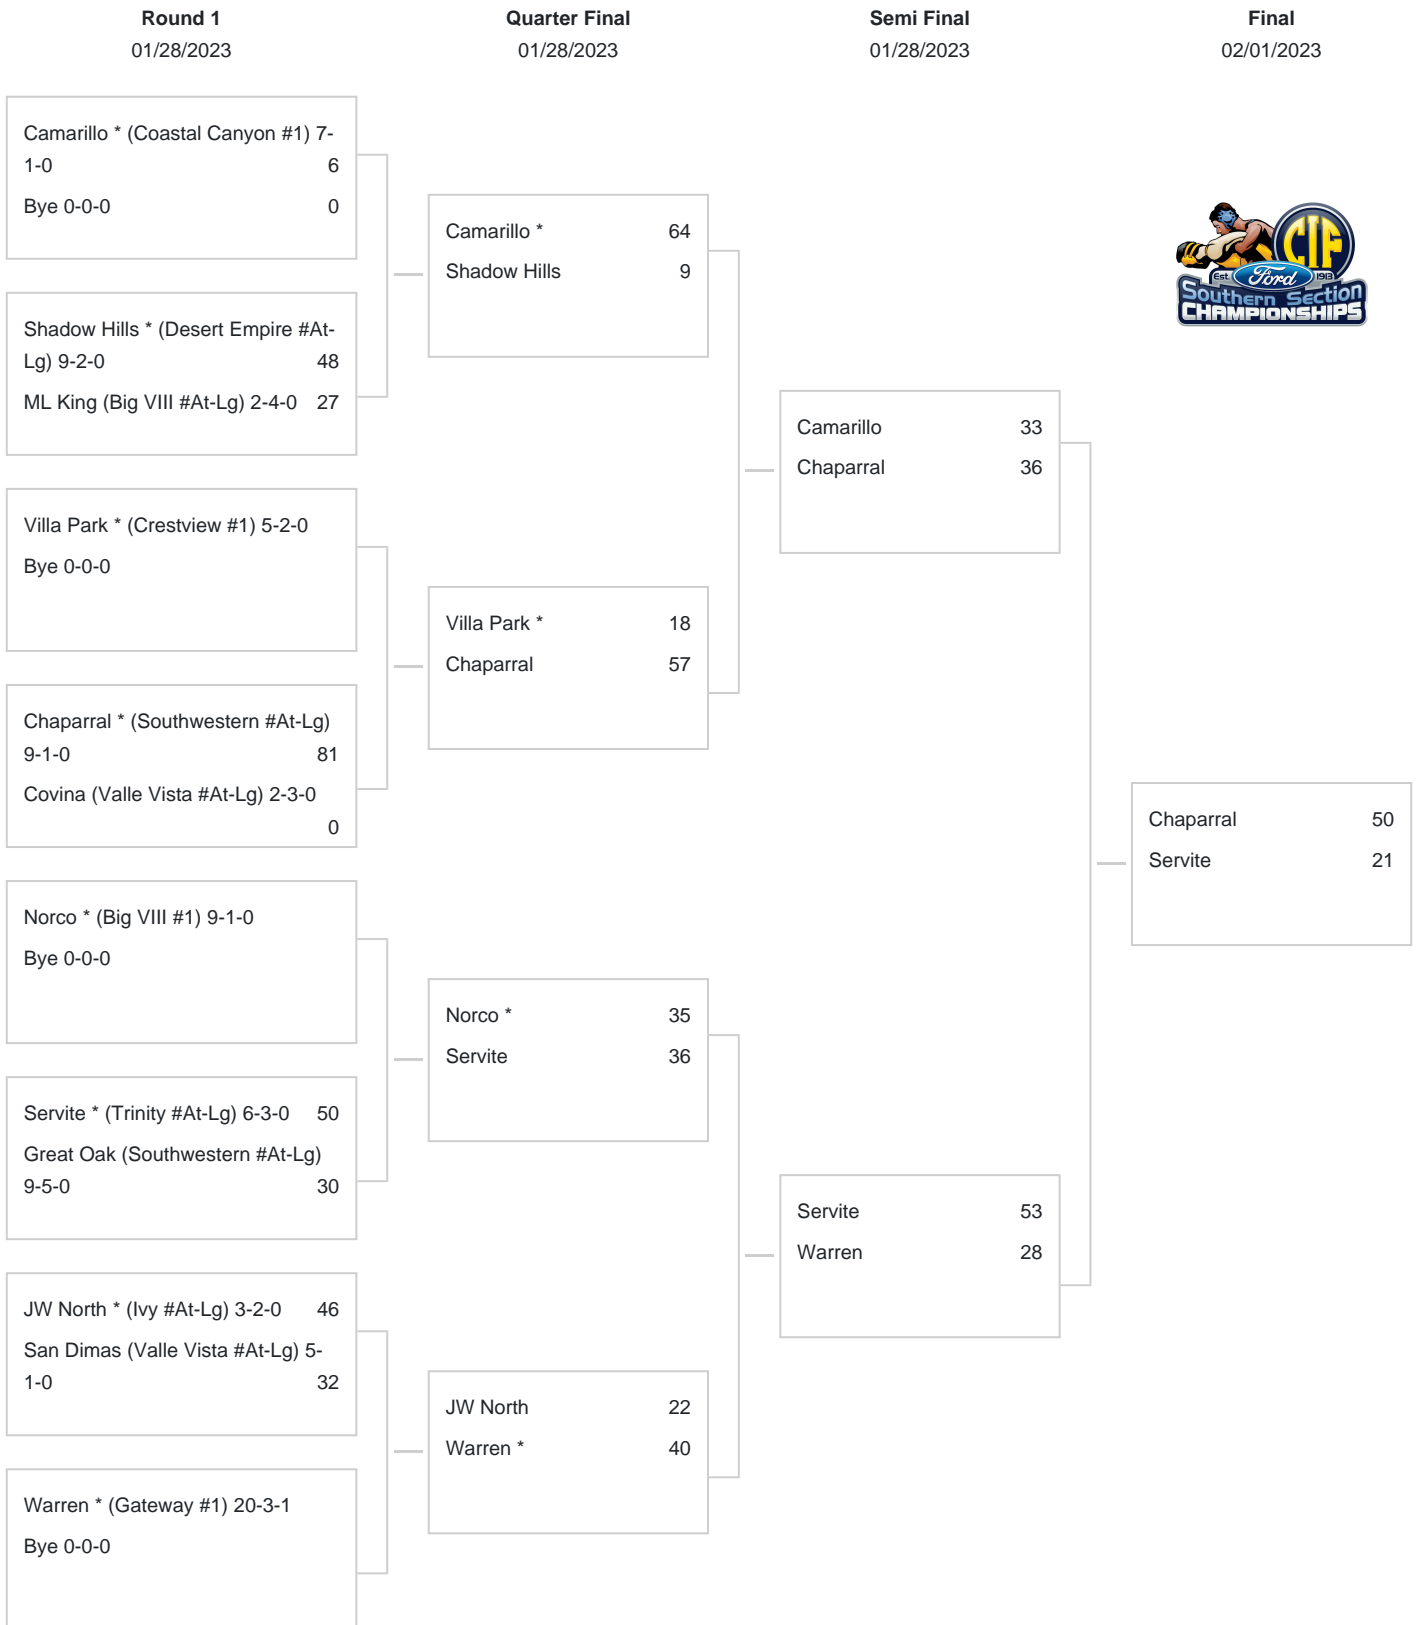 Round 1
01/28/2023
Quarter Final
01/28/2023
Semi Final
01/28/2023
Final
02/01/2023
Camarillo * (Coastal Canyon #1) 7-
1-0 6
Bye 0-0-0 0
Shadow Hills * (Desert Empire #At-
Lg) 9-2-0 48
ML King (Big VIII #At-Lg) 2-4-0 27
Villa Park * (Crestview #1) 5-2-0
Bye 0-0-0
Chaparral * (Southwestern #At-Lg)
9-1-0 81
Covina (Valle Vista #At-Lg) 2-3-0
0
Norco * (Big VIII #1) 9-1-0
Bye 0-0-0
Servite * (Trinity #At-Lg) 6-3-0 50
Great Oak (Southwestern #At-Lg)
9-5-0 30
JW North * (Ivy #At-Lg) 3-2-0 46
San Dimas (Valle Vista #At-Lg) 5-
1-0 32
Warren * (Gateway #1) 20-3-1
Bye 0-0-0
Camarillo * 64
Shadow Hills 9
Villa Park * 18
Chaparral 57
Norco * 35
Servite 36
JW North 22
Warren * 40
Camarillo 33
Chaparral 36
Servite 53
Warren 28
Chaparral 50
Servite 21
CIF
Est. Ford 1913
Southern Section
CHAMPIONSHIPS